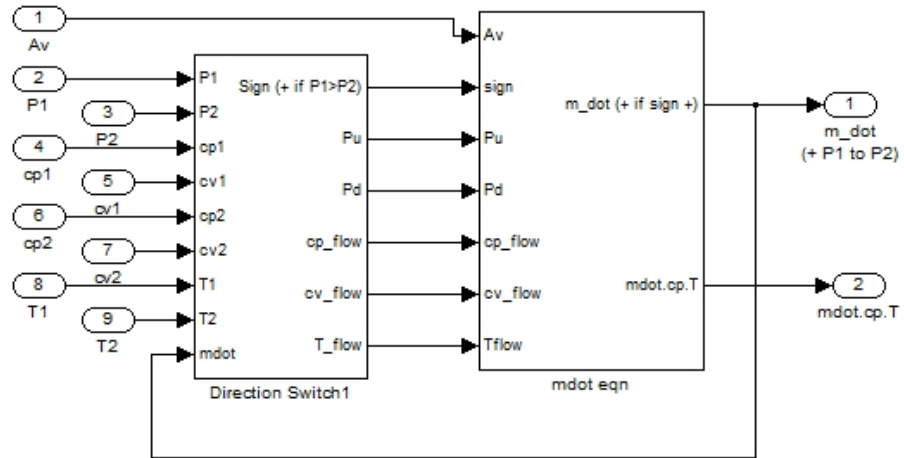 1
Av
2
P1
3
P2
4
cp1
5
cv1
6
cp2
7
cv2
8
T1
9
T2
P1
P2
cp1
cv1
cp2
cv2
T1
T2
mdot
Sign (+ if P1>P2)
Pu
Pd
cp_flow
cv_flow
T_flow
Direction Switch1
Av
sign
Pu
Pd
cp_flow
cv_flow
Tflow
m_dot (+ if sign +)
mdot.cp.T
mdot eqn
1
m_dot
(+ P1 to P2)
2
mdot.cp.T